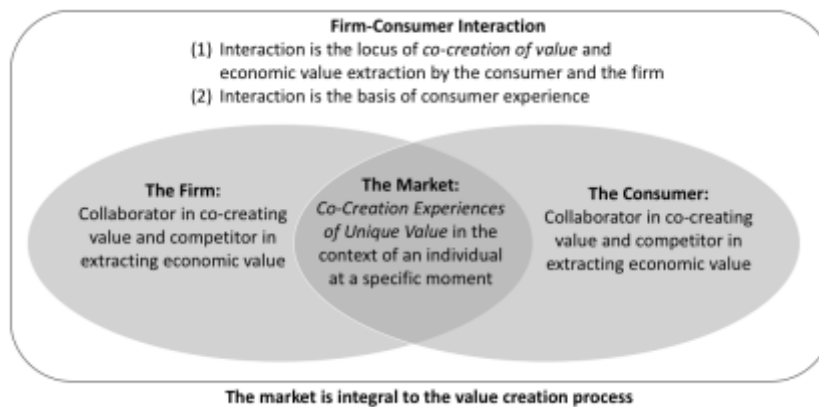 Firm-Consumer Interaction
(1) Interaction is the locus of co-creation of value and
economic value extraction by the consumer and the firm
(2) Interaction is the basis of consumer experience
The Firm:
Collaborator in co-creating
value and competitor in
extracting economic value
The Market:
Co-Creation Experiences
of Unique Value in the
context of an individual
at a specific moment
The Consumer:
Collaborator in co-creating
value and competitor in
extracting economic value
The market is integral to the value creation process